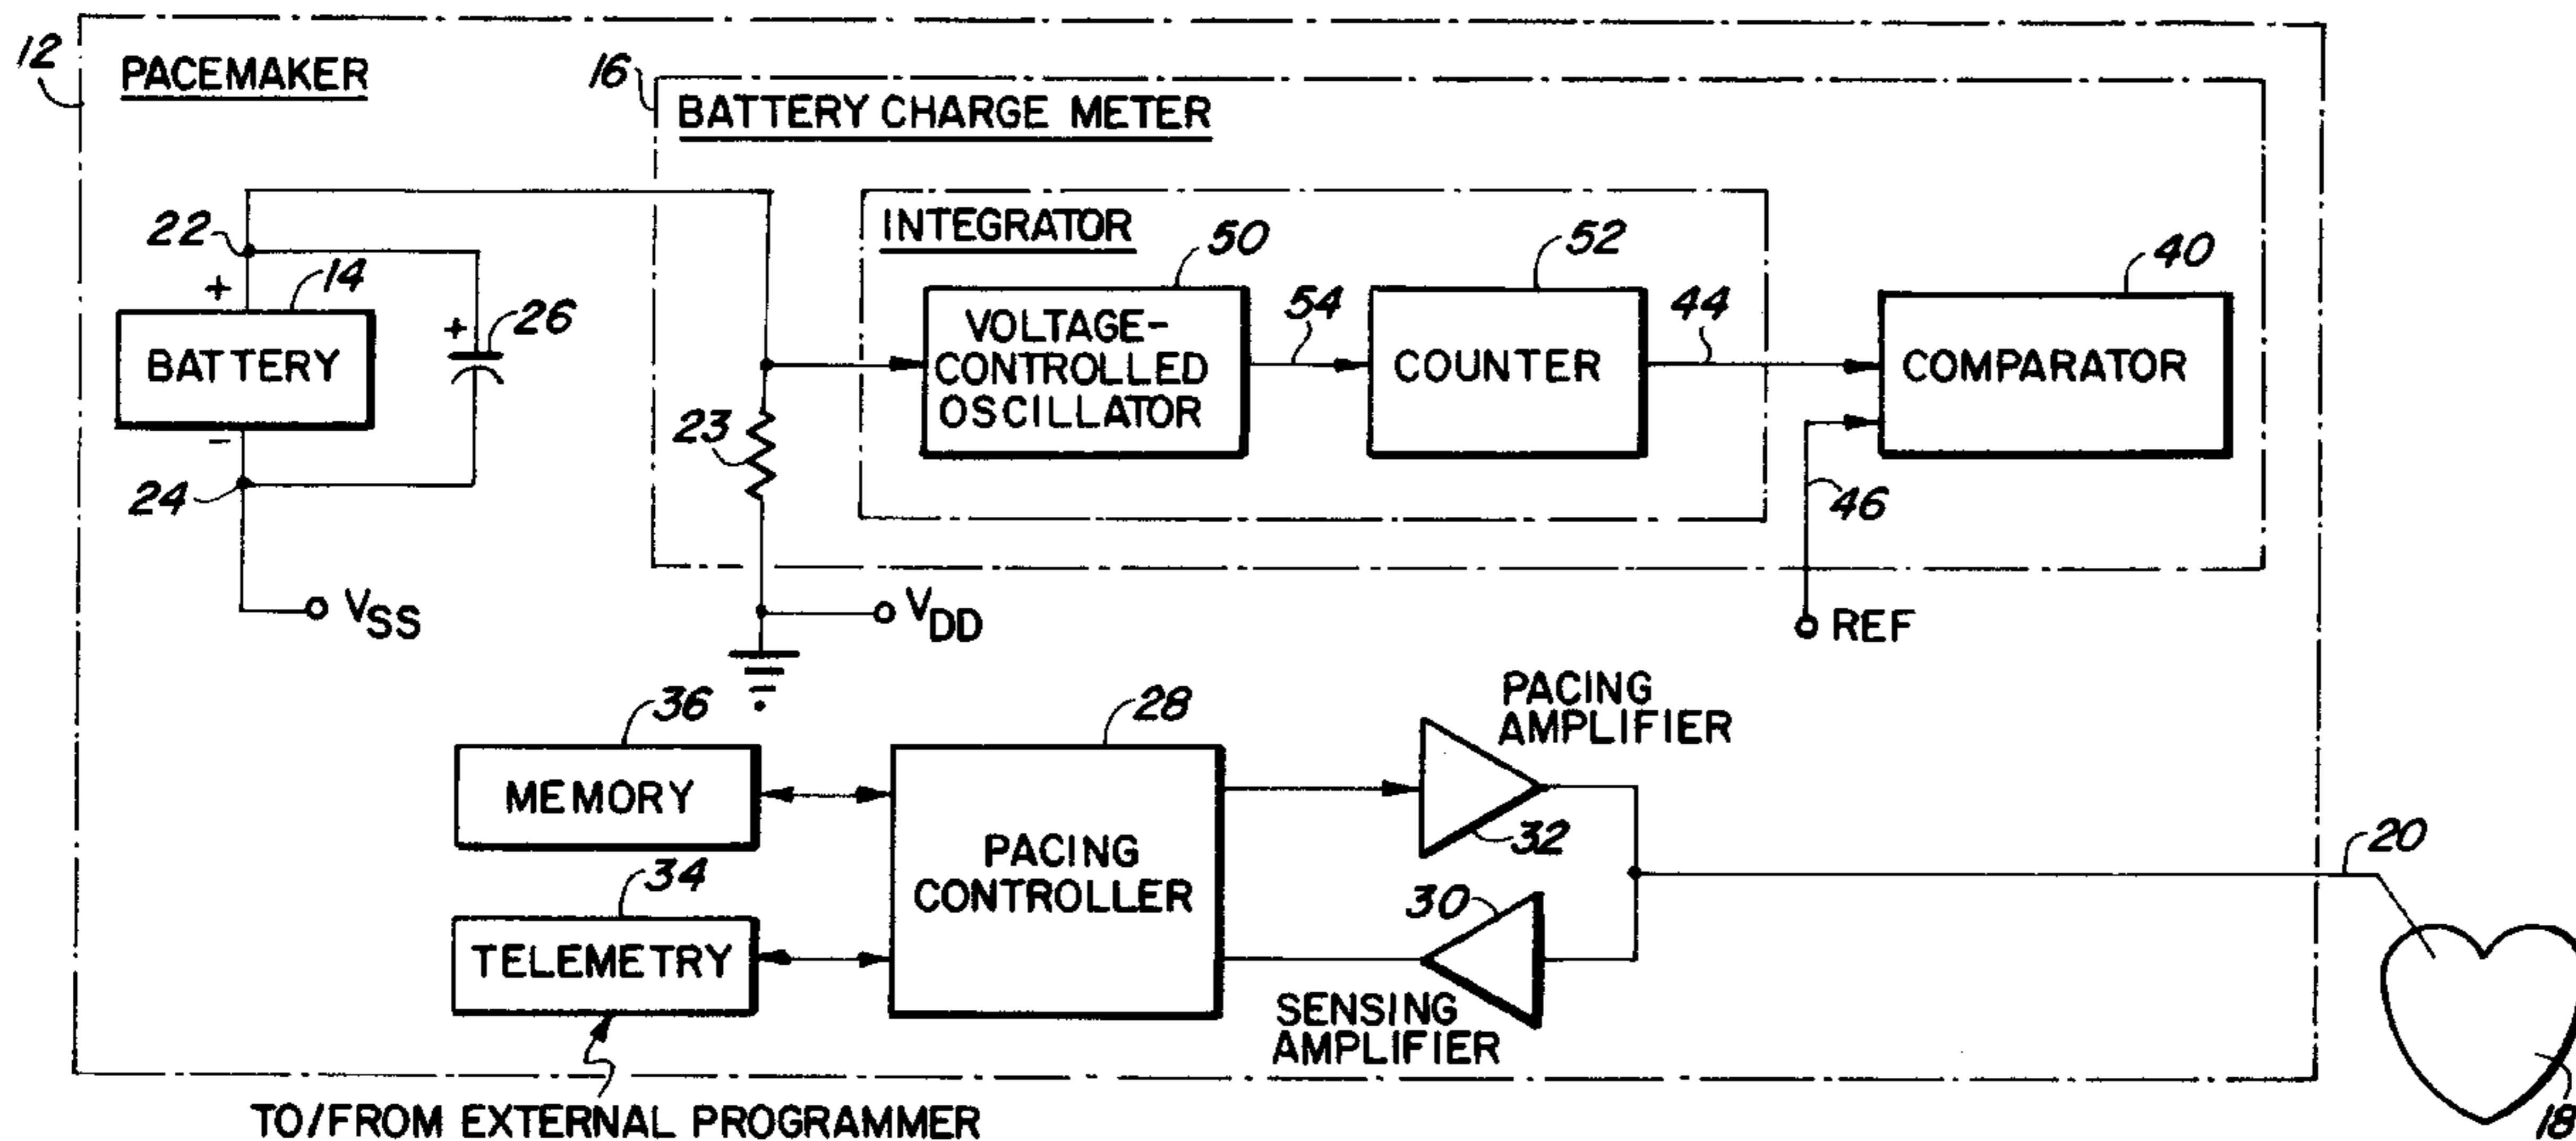 12
PACEMAKER
16
BATTERY CHARGE METER
22
+
14
BATTERY
-
24
+
26
VSS
23
VDD
INTEGRATOR
50
VOLTAGE-
CONTROLLED
OSCILLATOR
54
52
COUNTER
44
40
COMPARATOR
46
REF
36
MEMORY
34
TELEMETRY
28
PACING
CONTROLLER
PACING
AMPLIFIER
32
30
SENSING
AMPLIFIER
20
18
TO/FROM EXTERNAL PROGRAMMER